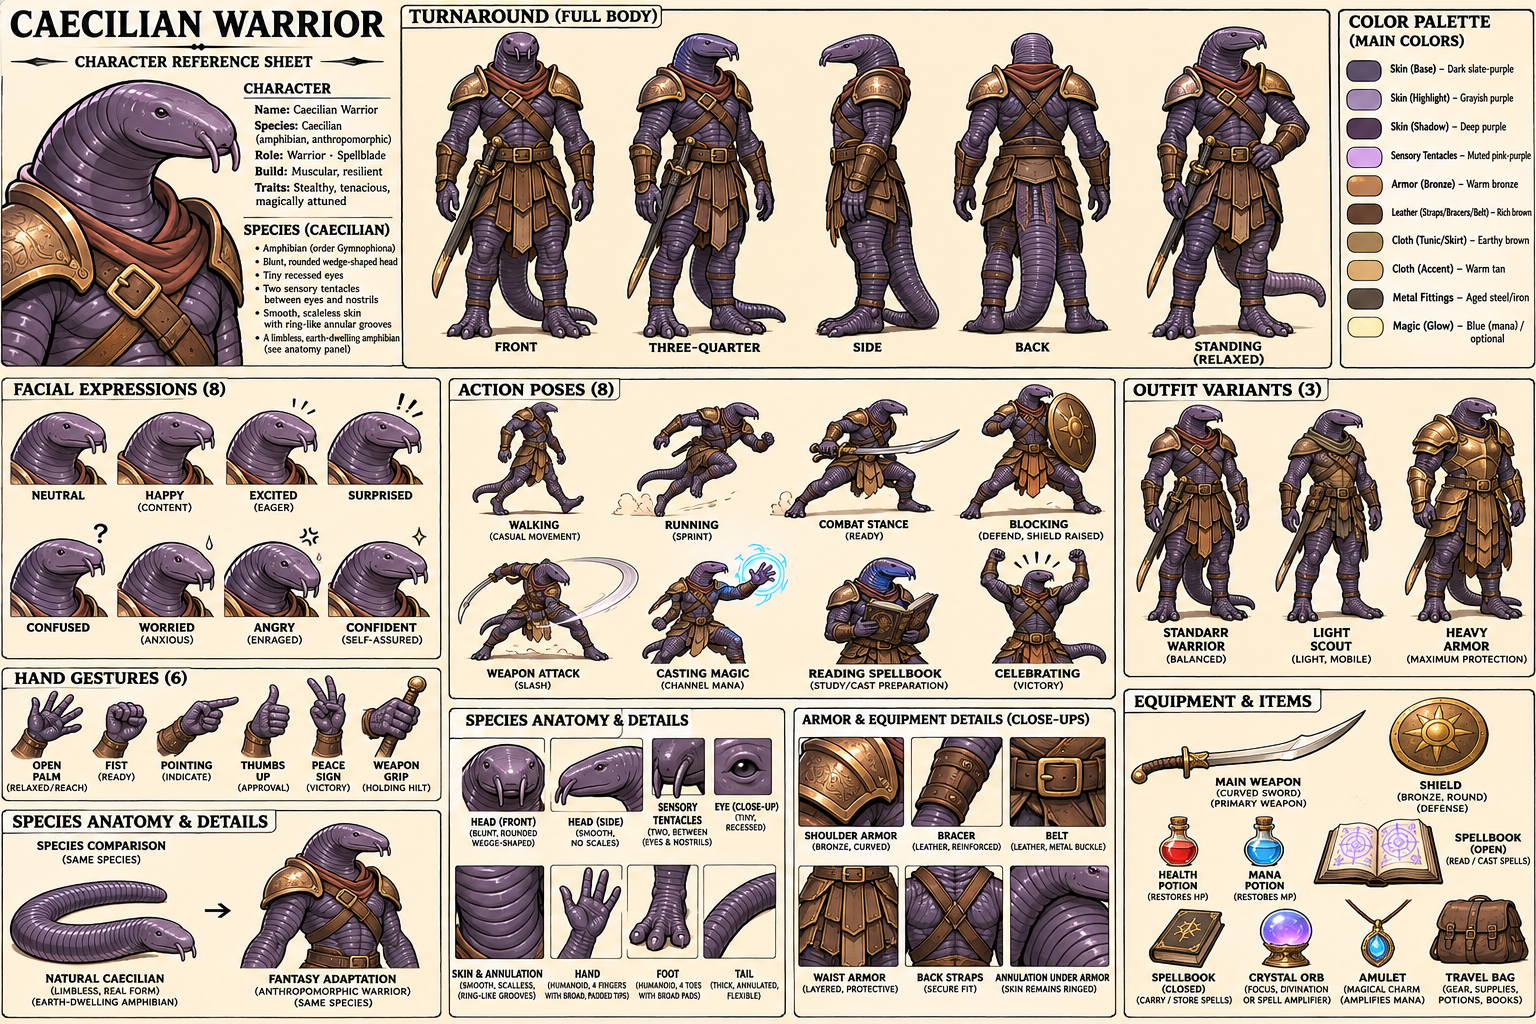 CAECILIAN WARRIOR
CHARACTER REFERENCE SHEET
CHARACTER
Name: Caecilian Warrior
Species: Caecilian
(amphibian, anthropomorphic)
Role: Warrior · Spellblade
Build: Muscular, resilient
Traits: Stealthy, tenacious,
magically attuned
SPECIES (CAECILIAN)
• Amphibian (order Gymnophiona)
• Blunt, rounded wedge-shaped head
• Tiny recessed eyes
• Two sensory tentacles
between eyes and nostrils
• Smooth, scaleless skin
with ring-like annular grooves
• A limbless, earth-dwelling amphibian
(see anatomy panel)
TURNAROUND (FULL BODY)
FRONT
THREE-QUARTER
SIDE
BACK
STANDING
(RELAXED)
COLOR PALETTE
(MAIN COLORS)
Skin (Base) – Dark slate-purple
Skin (Highlight) – Grayish purple
Skin (Shadow) – Deep purple
Sensory Tentacles – Muted pink-purple
Armor (Bronze) – Warm bronze
Leather (Straps/Bracers/Belt) – Rich brown
Cloth (Tunic/Skirt) – Earthy brown
Cloth (Accent) – Warm tan
Metal Fittings – Aged steel/iron
Magic (Glow) – Blue (mana) /
optional
FACIAL EXPRESSIONS (8)
!!!
NEUTRAL
HAPPY
(CONTENT)
EXCITED
(EAGER)
SURPRISED
?
CONFUSED
WORRIED
(ANXIOUS)
ANGRY
(ENRAGED)
CONFIDENT
(SELF-ASSURED)
ACTION POSES (8)
WALKING
(CASUAL MOVEMENT)
RUNNING
(SPRINT)
COMBAT STANCE
(READY)
BLOCKING
(DEFEND, SHIELD RAISED)
WEAPON ATTACK
(SLASH)
CASTING MAGIC
(CHANNEL MANA)
READING SPELLBOOK
(STUDY/CAST PREPARATION)
CELEBRATING
(VICTORY)
OUTFIT VARIANTS (3)
STANDARR
WARRIOR
(BALANCED)
LIGHT
SCOUT
(LIGHT, MOBILE)
HEAVY
ARMOR
(MAXIMUM PROTECTION)
HAND GESTURES (6)
OPEN
PALM
(RELAXED/REACH)
FIST
(READY)
POINTING
(INDICATE)
THUMBS
UP
(APPROVAL)
PEACE
SIGN
(VICTORY)
WEAPON
GRIP
(HOLDING HILT)
SPECIES ANATOMY & DETAILS
SPECIES COMPARISON
(SAME SPECIES)
NATURAL CAECILIAN
(LIMBLESS, REAL FORM)
(EARTH-DWELLING AMPHIBIAN)
FANTASY ADAPTATION
(ANTHROPOMORPHIC WARRIOR)
(SAME SPECIES)
SPECIES ANATOMY & DETAILS
HEAD (FRONT)
(BLUNT, ROUNDED
WEGGE-SHAPED)
HEAD (SIDE)
(SMOOTH,
NO SCALES)
SENSORY
TENTACLES
(TWO, BETWEEN
(EYES & NOSTRILS)
EYE (CLOSE-UP)
(TINY,
RECESSED)
SKIN & ANNULATION
(SMOOTH, SCALLESS,
(RING-LIKE GROOVES)
HAND
(HUMANOID, 4 FINGERS
WITH BROAD, PADDED TIPS)
FOOT
(HUMANOID, 4 TOES
WITH BROAD PADS)
TAIL
(THICK, ANNULATED,
FLEXIBLE)
ARMOR & EQUIPMENT DETAILS (CLOSE-UPS)
SHOULDER ARMOR
(BRONZE, CURVED)
BRACER
(LEATHER, REINFORCED)
BELT
(LEATHER, METAL BUCKLE)
WAIST ARMOR
(LAYERED, PROTECTIVE)
BACK STRAPS
(SECURE FIT)
ANNULATION UNDER ARMOR
(SKIN REMAINS RINGED)
EQUIPMENT & ITEMS
MAIN WEAPON
(CURVED SWORD)
(PRIMARY WEAPON)
SHIELD
(BRONZE, ROUND)
(DEFENSE)
HEALTH
POTION
(RESTORES HP)
MANA
POTION
(RESTOBES MP)
SPELLBOOK
(OPEN)
(READ / CAST SPELLS)
SPELLBOOK
(CLOSED)
(CARRY / STORE SPELLS)
CRYSTAL ORB
(FOCUS, DIVINATION
OR SPELL AMPLIFIER)
AMULET
(MAGICAL CHARM
(AMPLIFIES MANA)
TRAVEL BAG
(GEAR, SUPPLIES,
POTIONS, BOOKS)